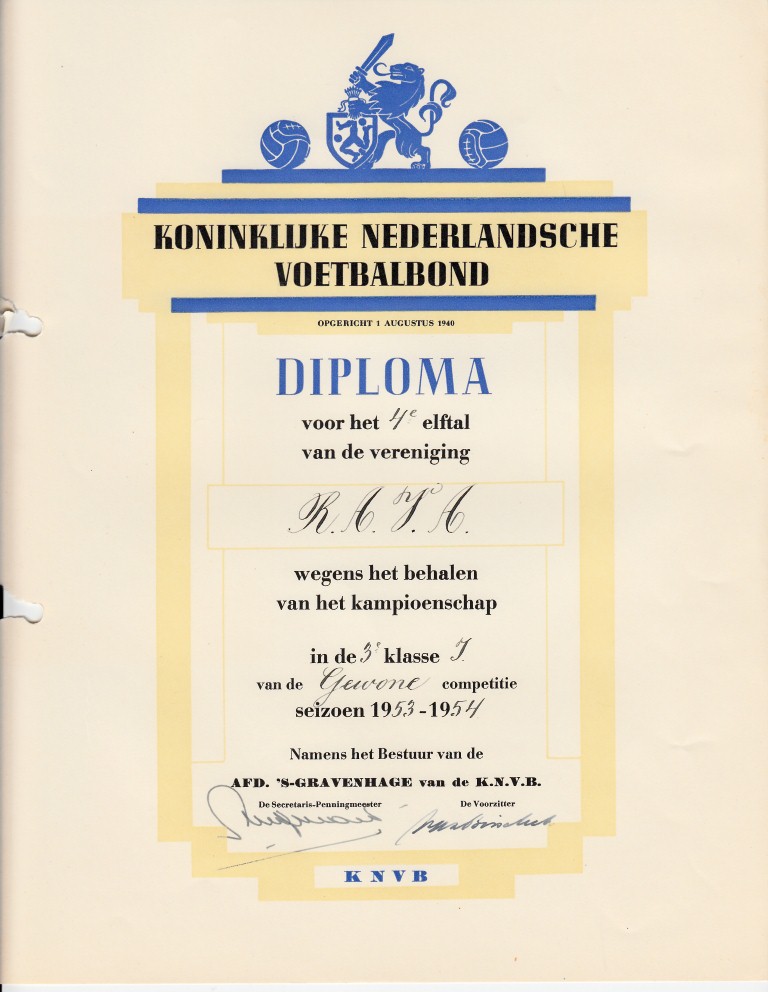 KONINKLIJKE NEDERLANDSCHE
VOETBALBOND
OPGERICHT 1 AUGUSTUS 1940
DIPLOMA
voor het 4e elftal
van de vereniging
R.A.V.A.
wegens het behalen
van het kampioenschap
in de 3e klasse J.
van de Gewone competitie
seizoen 1953-1954
Namens het Bestuur van de
AFD. 'S-GRAVENHAGE van de K.N.V.B.
De Secretaris-Penningmeester De Voorzitter
KNVB